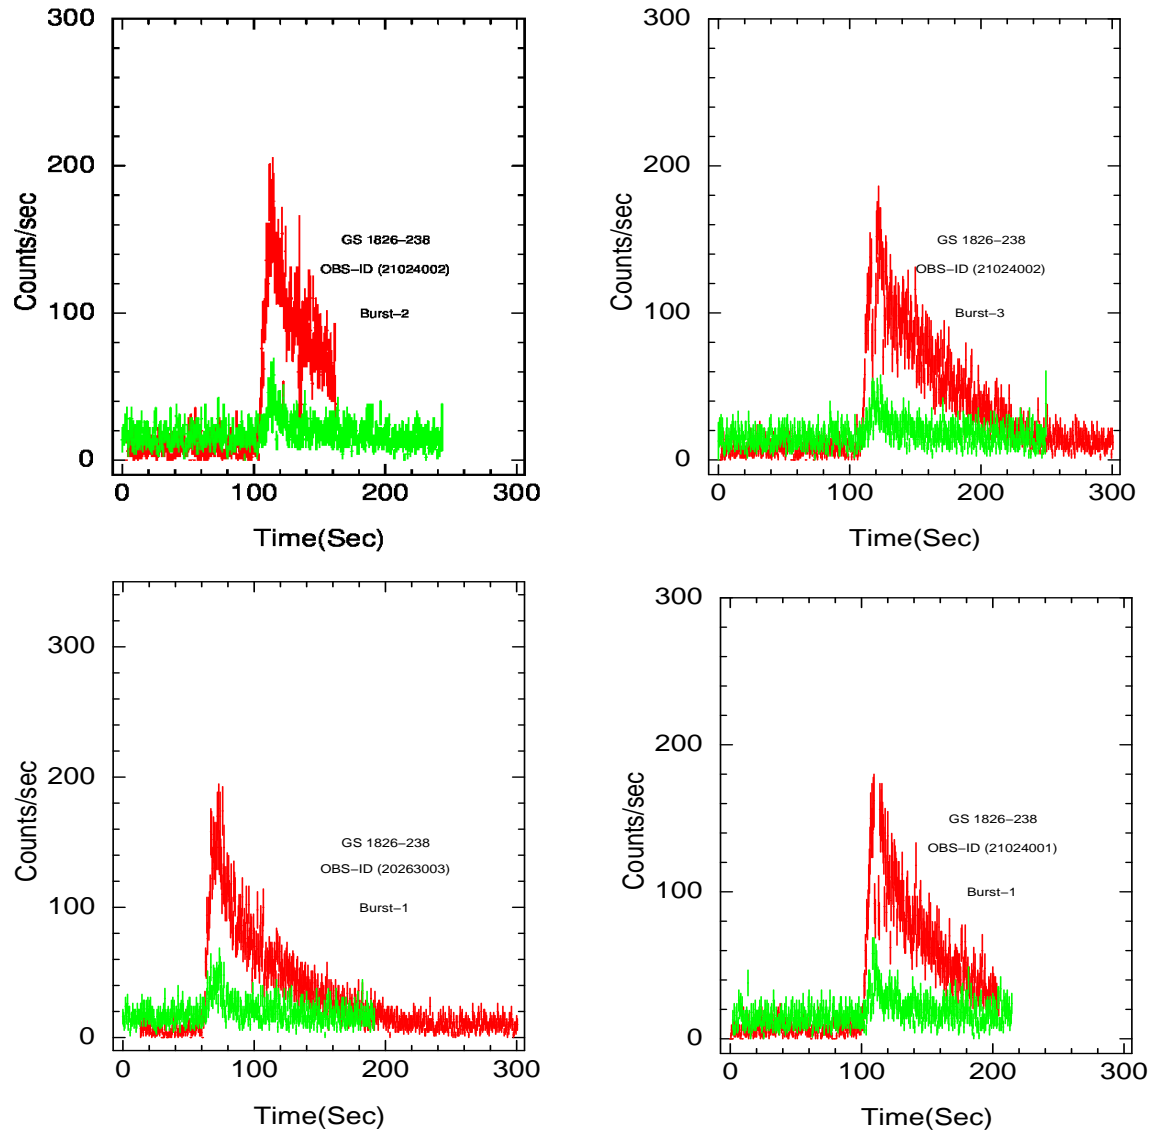 300
200
100
0
Counts/sec
GS 1826−238
OBS−ID (21024002)
Burst−2
0 100 200 300
Time(Sec)
300
200
100
0
Counts/sec
GS 1826−238
OBS−ID (21024002)
Burst−3
0 100 200 300
Time(Sec)
300
200
100
0
Counts/sec
GS 1826−238
OBS−ID (20263003)
Burst−1
0 100 200 300
Time(Sec)
300
200
100
0
Counts/sec
GS 1826−238
OBS−ID (21024001)
Burst−1
0 100 200 300
Time(Sec)